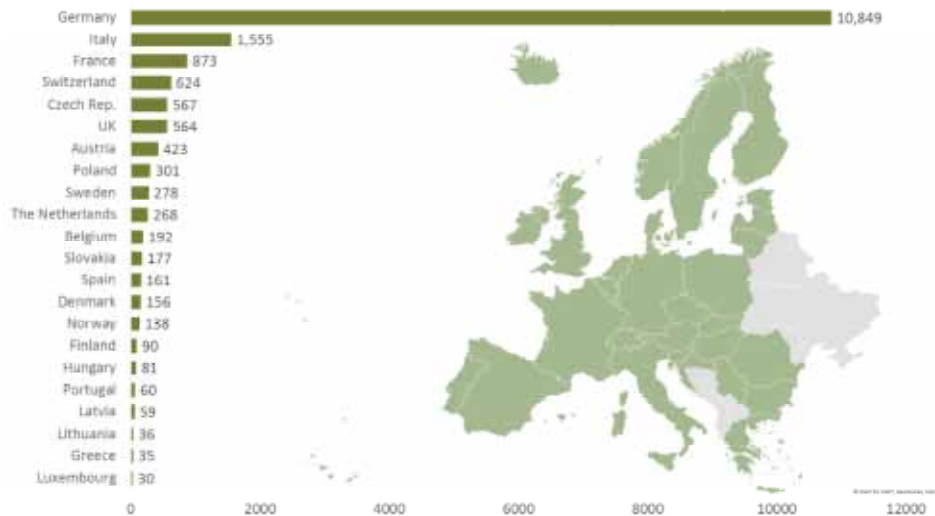 Germany 10,849
Italy 1,555
France 873
Switzerland 624
Czech Rep. 567
UK 564
Austria 423
Poland 301
Sweden 278
The Netherlands 268
Belgium 192
Slovakia 177
Spain 161
Denmark 156
Norway 138
Finland 90
Hungary 81
Portugal 60
Latvia 59
Lithuania 36
Greece 35
Luxembourg 30
0 2000 4000 6000 8000 10000 12000